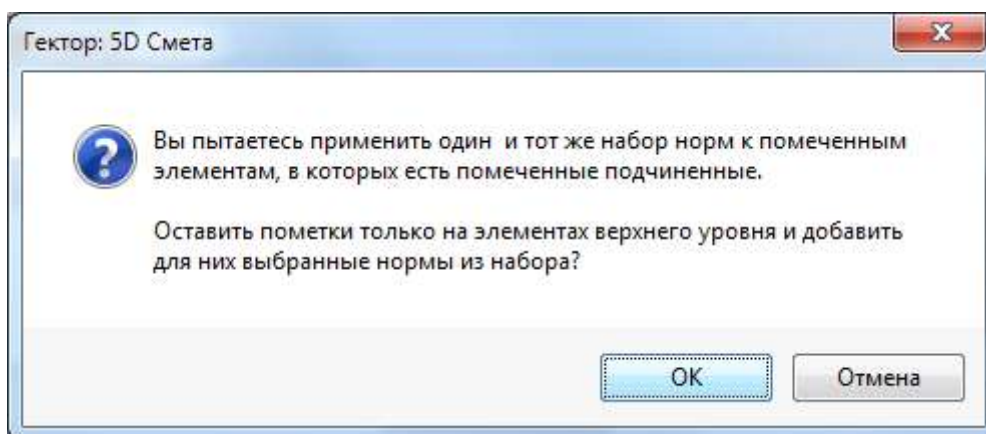 Гектор: 5D Смета
Вы пытаетесь применить один  и тот же набор норм к помеченным
элементам, в которых есть помеченные подчиненные.
Оставить пометки только на элементах верхнего уровня и добавить
для них выбранные нормы из набора?
ОК
Отмена